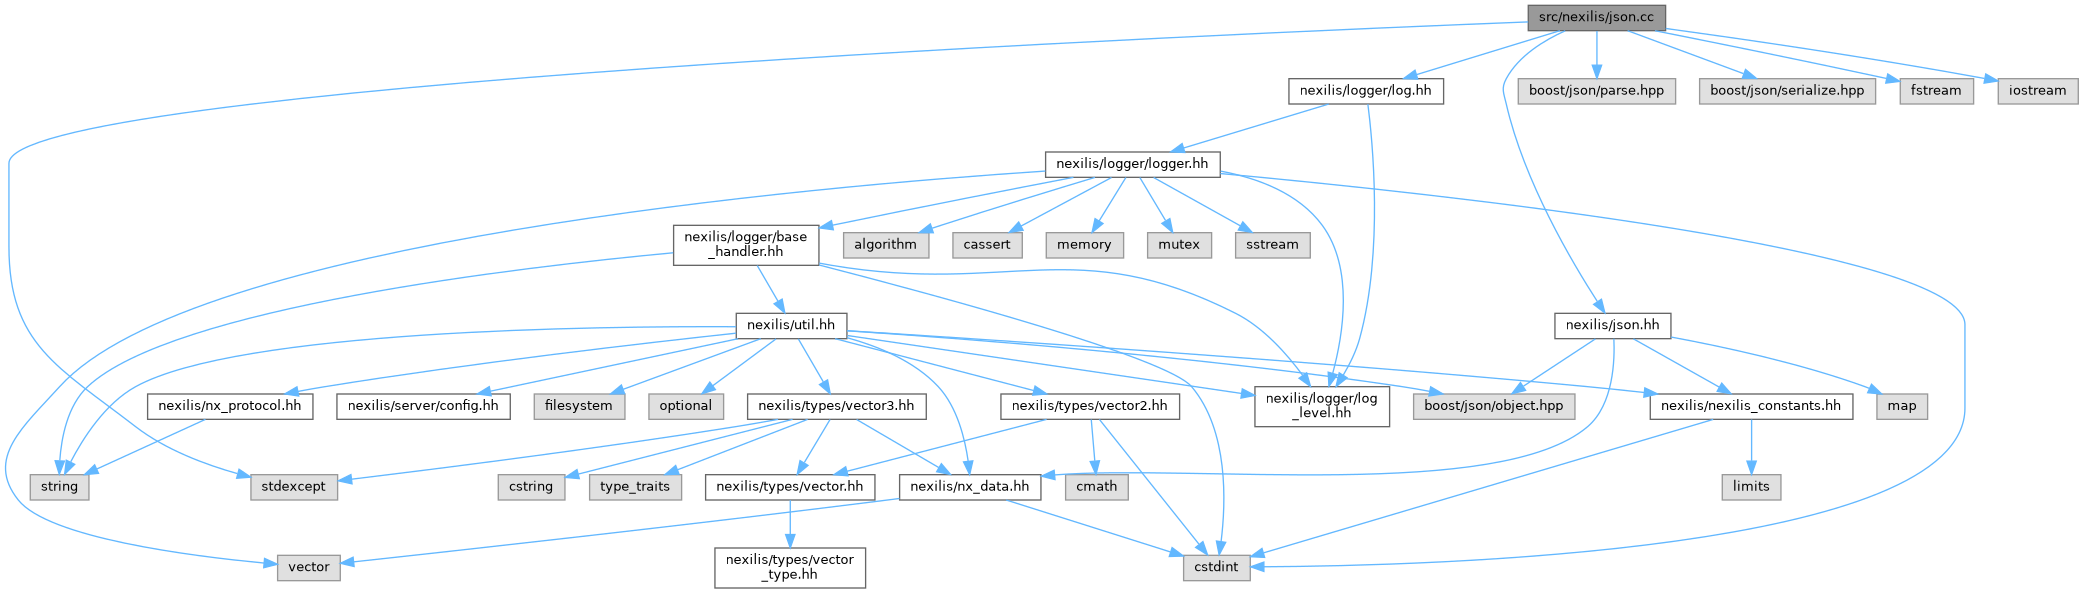 src/nexilis/json.cc
nexilis/logger/log.hh
boost/json/parse.hpp
boost/json/serialize.hpp
fstream
iostream
nexilis/logger/logger.hh
nexilis/logger/base
_handler.hh
algorithm
cassert
memory
mutex
sstream
nexilis/util.hh
nexilis/json.hh
nexilis/nx_protocol.hh
nexilis/server/config.hh
filesystem
optional
nexilis/types/vector3.hh
nexilis/types/vector2.hh
nexilis/logger/log
_level.hh
boost/json/object.hpp
nexilis/nexilis_constants.hh
map
string
stdexcept
cstring
type_traits
nexilis/types/vector.hh
nexilis/nx_data.hh
cmath
limits
vector
nexilis/types/vector
_type.hh
cstdint